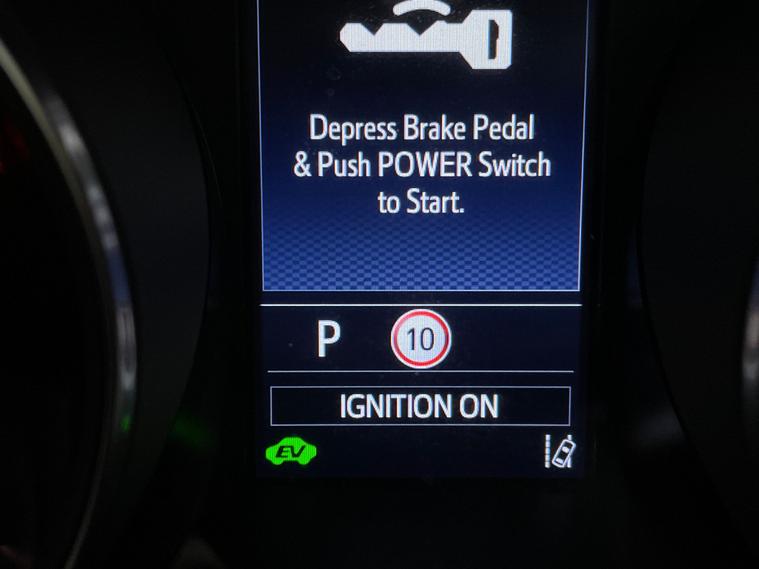 Depress Brake Pedal
& Push POWER Switch
to Start.
P 10
IGNITION ON
EV